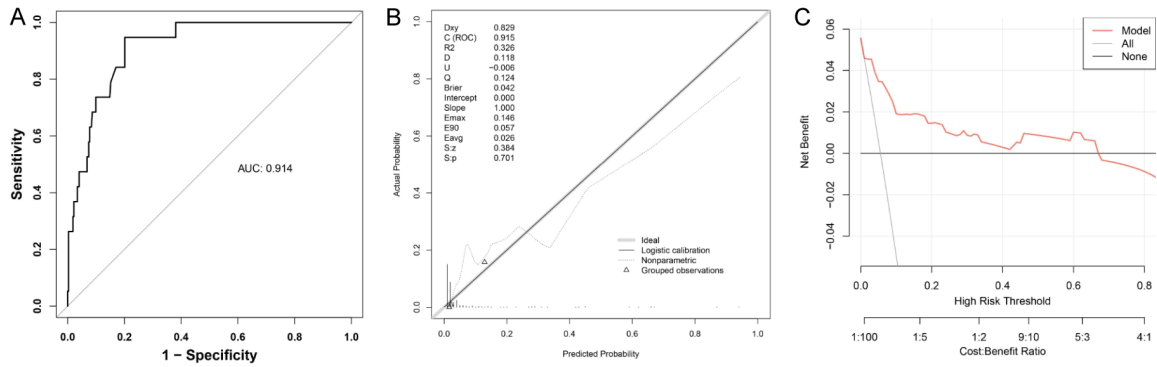 A
Sensitivity
1.0
0.8
0.6
0.4
0.2
0.0
AUC: 0.914
0.0 0.2 0.4 0.6 0.8 1.0
1 − Specificity
B
Actual Probability
1.0
0.8
0.6
0.4
0.2
0.0
Dxy 0.829
C (ROC) 0.915
R2 0.326
D 0.118
U −0.006
Q 0.124
Brier 0.042
Intercept 0.000
Slope 1.000
Emax 0.146
E90 0.057
Eavg 0.026
S:z 0.384
S:p 0.701
Ideal
Logistic calibration
Nonparametric
Grouped observations
0.0 0.2 0.4 0.6 0.8 1.0
Predicted Probability
C
Net Benefit
0.06
0.04
0.02
0.00
−0.02
−0.04
Model
All
None
0.0 0.2 0.4 0.6 0.8
High Risk Threshold
1:100 1:5 1:2 9:10 5:3 4:1
Cost:Benefit Ratio